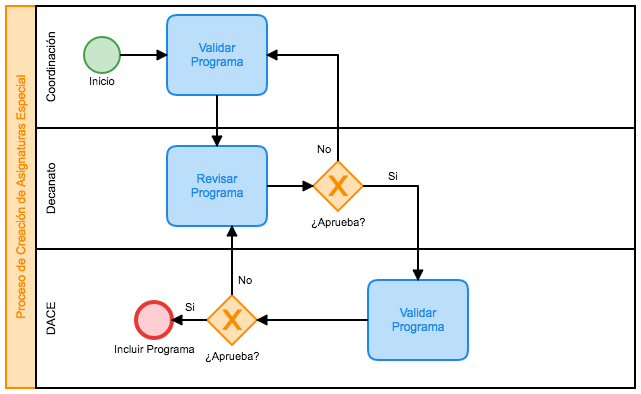 Proceso de Creación de Asignaturas Especial
Coordinación
Inicio
Validar
Programa
Decanato
Revisar
Programa
No
¿Aprueba?
Si
DACE
Validar
Programa
No
¿Aprueba?
Si
Incluir Programa